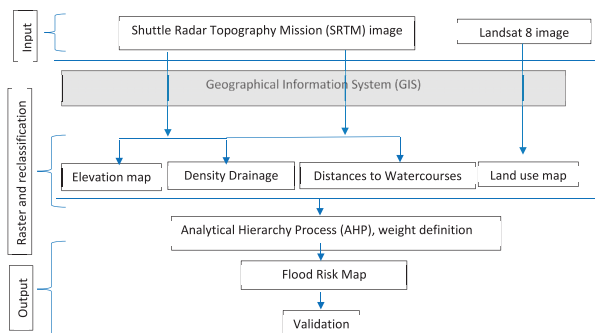 Input
Shuttle Radar Topography Mission (SRTM) image
Landsat 8 image
Geographical Information System (GIS)
Raster and reclassification
Elevation map
Density Drainage
Distances to Watercourses
Land use map
Analytical Hierarchy Process (AHP), weight definition
Output
Flood Risk Map
Validation